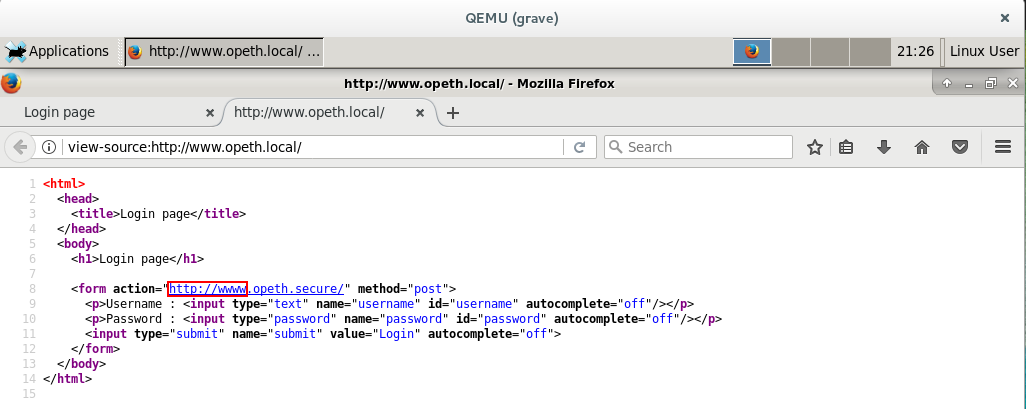 QEMU (grave)
Applications http://www.opeth.local/ ... 21:26 Linux User
http://www.opeth.local/ - Mozilla Firefox
Login page http://www.opeth.local/
view-source:http://www.opeth.local/ Search
1 <html>
2 <head>
3 <title>Login page</title>
4 </head>
5 <body>
6 <h1>Login page</h1>
7
8 <form action="http://wwww.opeth.secure/" method="post">
9 <p>Username : <input type="text" name="username" id="username" autocomplete="off"/></p>
10 <p>Password : <input type="password" name="password" id="password" autocomplete="off"/></p>
11 <input type="submit" name="submit" value="Login" autocomplete="off">
12 </form>
13 </body>
14 </html>
15